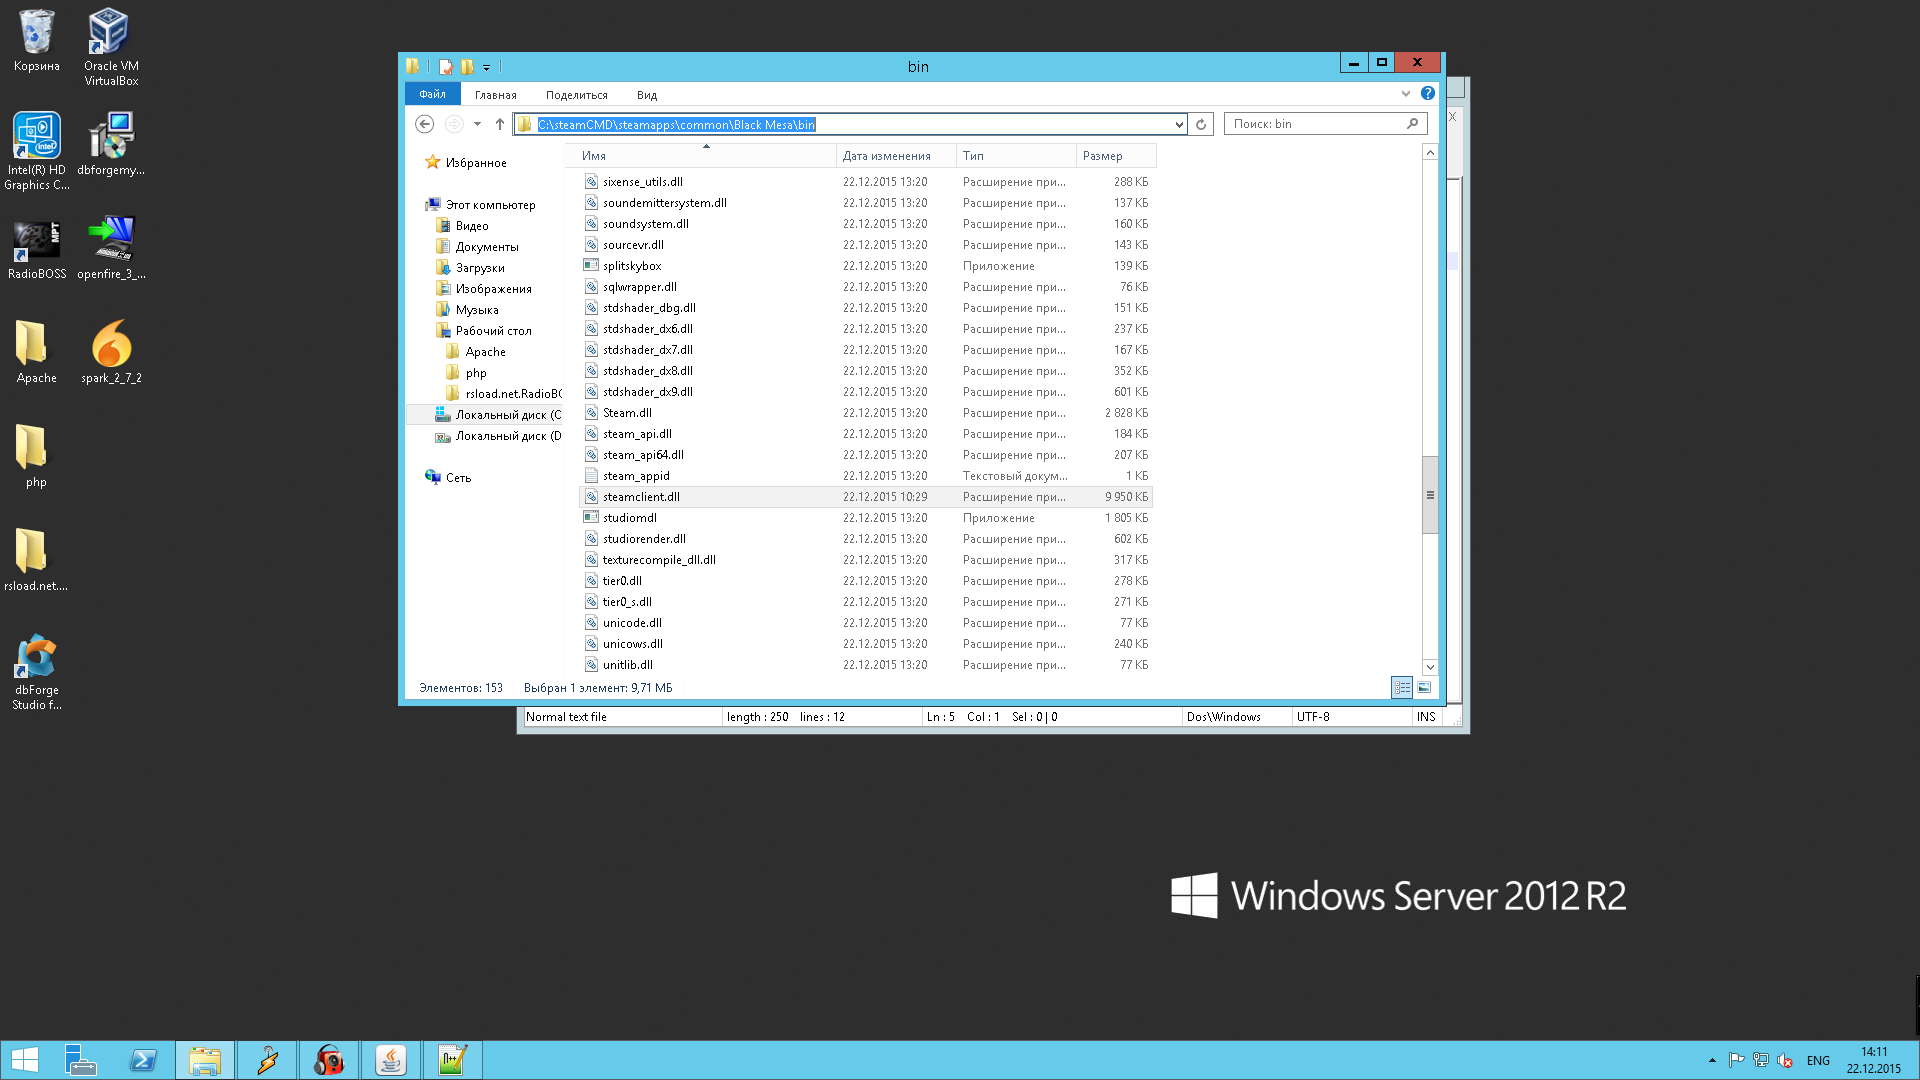 Корзина
Oracle VM
VirtualBox
Intel(R) HD
Graphics C...
dbforgemy...
RadioBOSS
MPT
openfire_3_...
Apache
spark_2_7_2
php
rsload.net....
dbForge
Studio f...
bin
Файл
Главная
Поделиться
Вид
C:\steamCMD\steamapps\common\Black Mesa\bin
Поиск: bin
Избранное
Этот компьютер
Видео
Документы
Загрузки
Изображения
Музыка
Рабочий стол
Apache
php
rsload.net.RadioBO
Локальный диск (C
Локальный диск (D
Сеть
Имя Дата изменения Тип Размер
sixense_utils.dll 22.12.2015 13:20 Расширение при... 288 КБ
soundemittersystem.dll 22.12.2015 13:20 Расширение при... 137 КБ
soundsystem.dll 22.12.2015 13:20 Расширение при... 160 КБ
sourcevr.dll 22.12.2015 13:20 Расширение при... 143 КБ
splitskybox 22.12.2015 13:20 Приложение 139 КБ
sqlwrapper.dll 22.12.2015 13:20 Расширение при... 76 КБ
stdshader_dbg.dll 22.12.2015 13:20 Расширение при... 151 КБ
stdshader_dx6.dll 22.12.2015 13:20 Расширение при... 237 КБ
stdshader_dx7.dll 22.12.2015 13:20 Расширение при... 167 КБ
stdshader_dx8.dll 22.12.2015 13:20 Расширение при... 352 КБ
stdshader_dx9.dll 22.12.2015 13:20 Расширение при... 601 КБ
Steam.dll 22.12.2015 13:20 Расширение при... 2 828 КБ
steam_api.dll 22.12.2015 13:20 Расширение при... 184 КБ
steam_api64.dll 22.12.2015 13:20 Расширение при... 207 КБ
steam_appid 22.12.2015 13:20 Текстовый докум... 1 КБ
steamclient.dll 22.12.2015 10:29 Расширение при... 9 950 КБ
studiomdl 22.12.2015 13:20 Приложение 1 805 КБ
studiorender.dll 22.12.2015 13:20 Расширение при... 602 КБ
texturecompile_dll.dll 22.12.2015 13:20 Расширение при... 317 КБ
tier0.dll 22.12.2015 13:20 Расширение при... 278 КБ
tier0_s.dll 22.12.2015 13:20 Расширение при... 271 КБ
unicode.dll 22.12.2015 13:20 Расширение при... 77 КБ
unicows.dll 22.12.2015 13:20 Расширение при... 240 КБ
unitlib.dll 22.12.2015 13:20 Расширение при... 77 КБ
Элементов: 153 Выбран 1 элемент: 9,71 МБ
Normal text file length : 250 lines : 12 Ln : 5 Col : 1 Sel : 0 | 0 Dos\Windows UTF-8 INS
Windows Server 2012 R2
ENG
14:11
22.12.2015